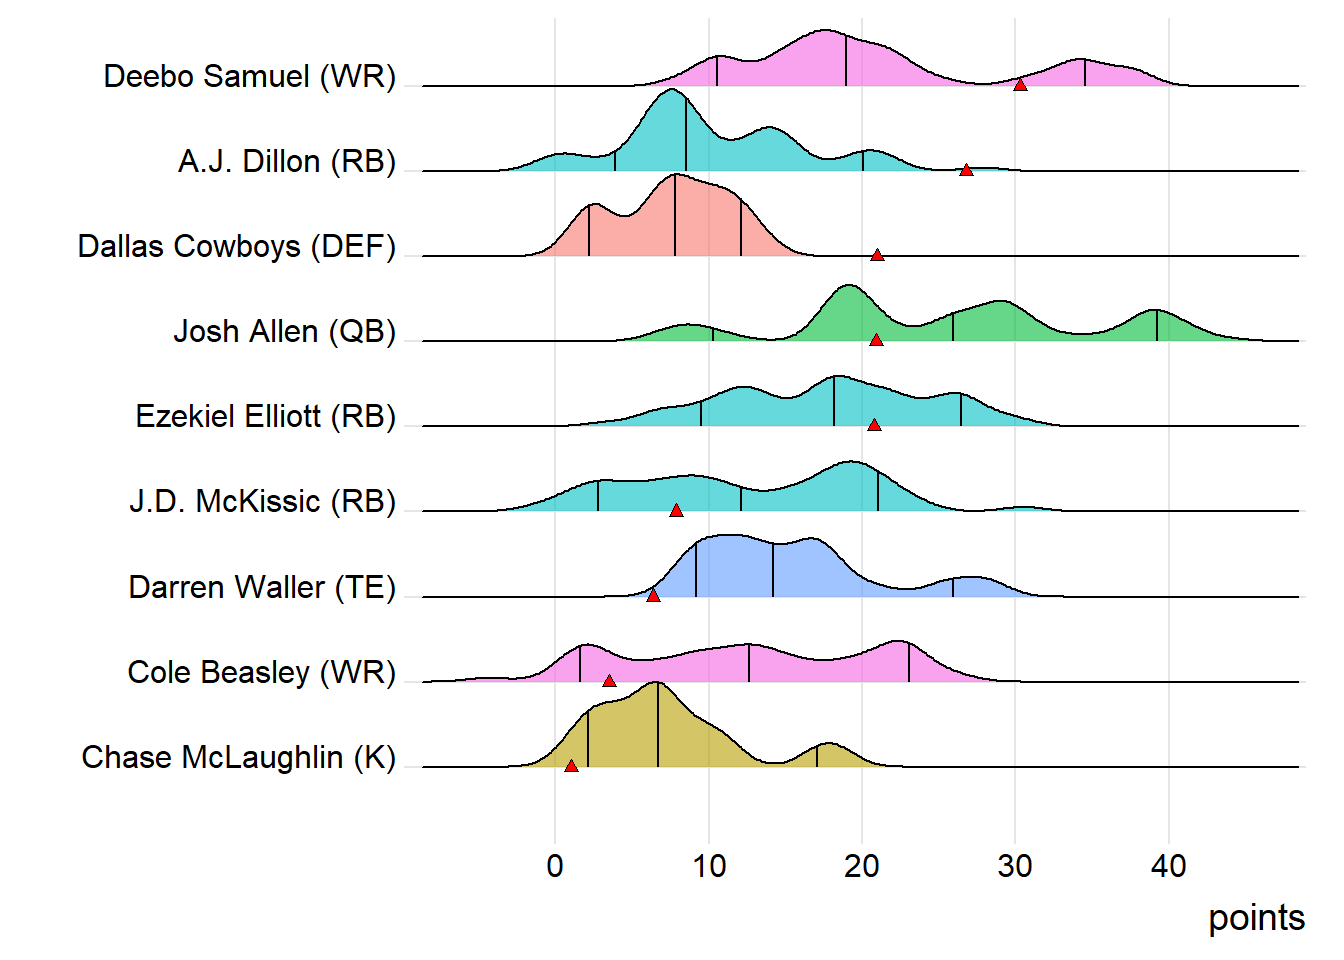 Deebo Samuel (WR)
A.J. Dillon (RB)
Dallas Cowboys (DEF)
Josh Allen (QB)
Ezekiel Elliott (RB)
J.D. McKissic (RB)
Darren Waller (TE)
Cole Beasley (WR)
Chase McLaughlin (K)
0 10 20 30 40
points